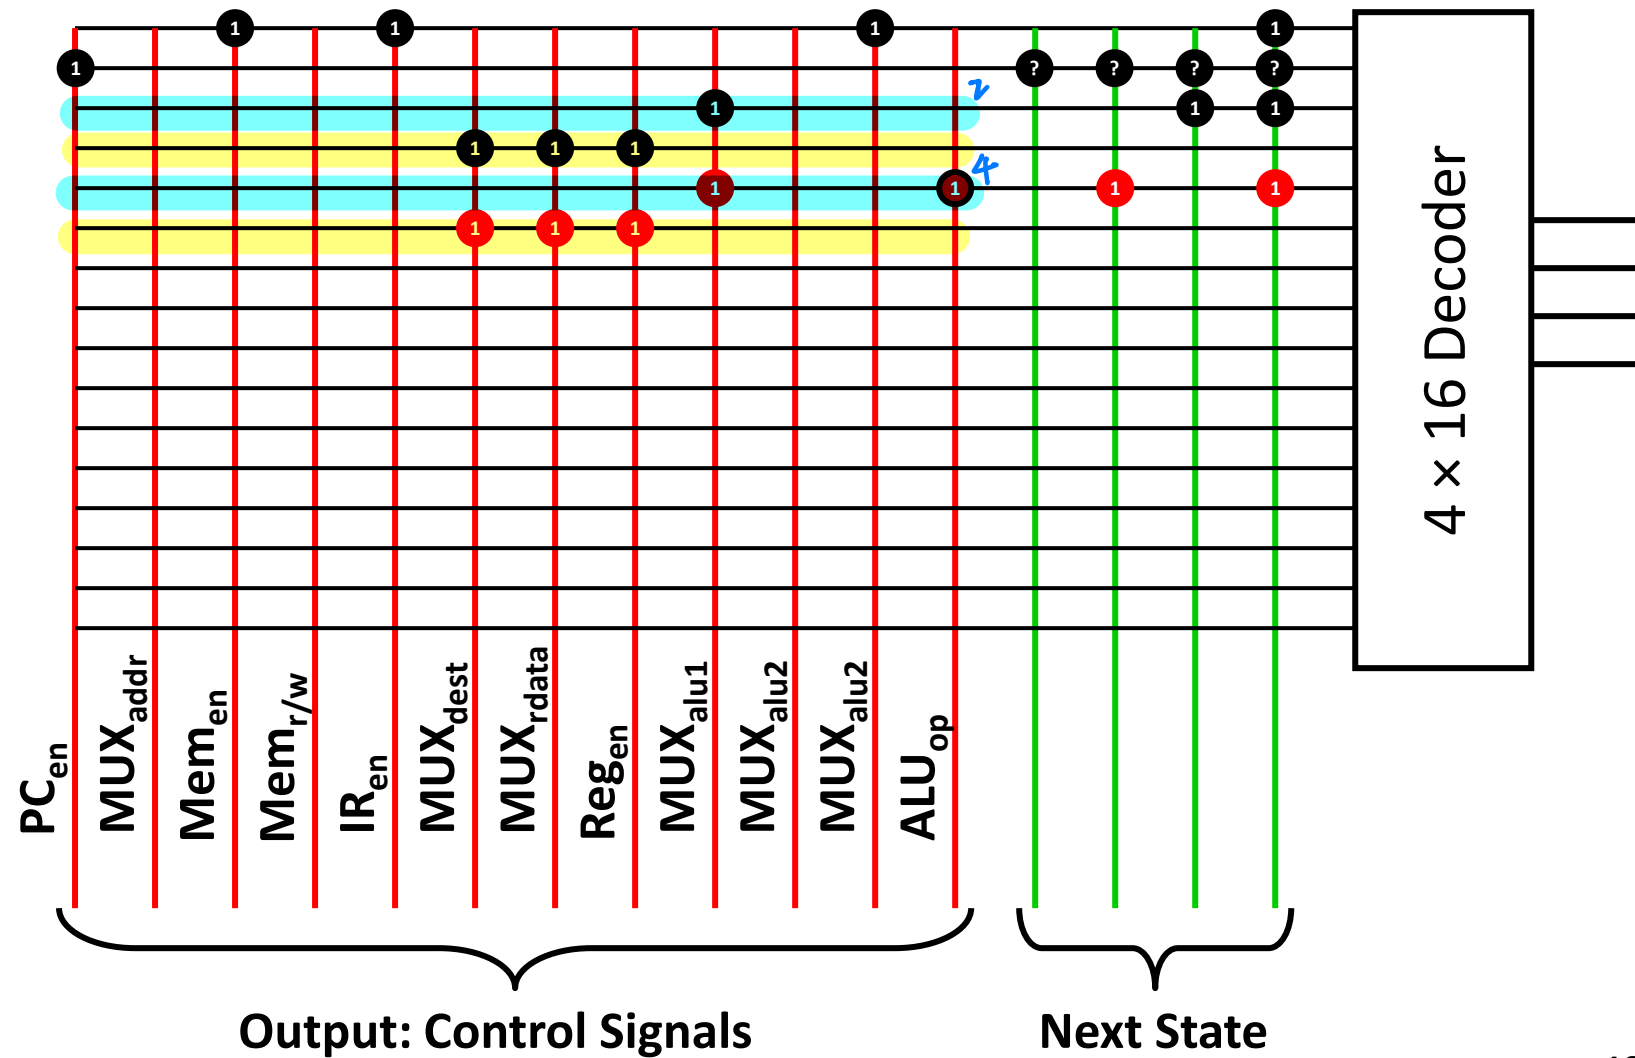 1 1 1 1
1 ? ? ? ?
2
1 1 1
1 1 1
4
1 1 1 1
1 1 1
4 × 16 Decoder
PCen
MUXaddr
Memen
Memr/w
IRen
MUXdest
MUXrdata
Regen
MUXalu1
MUXalu2
MUXalu2
ALUop
Output: Control Signals
Next State